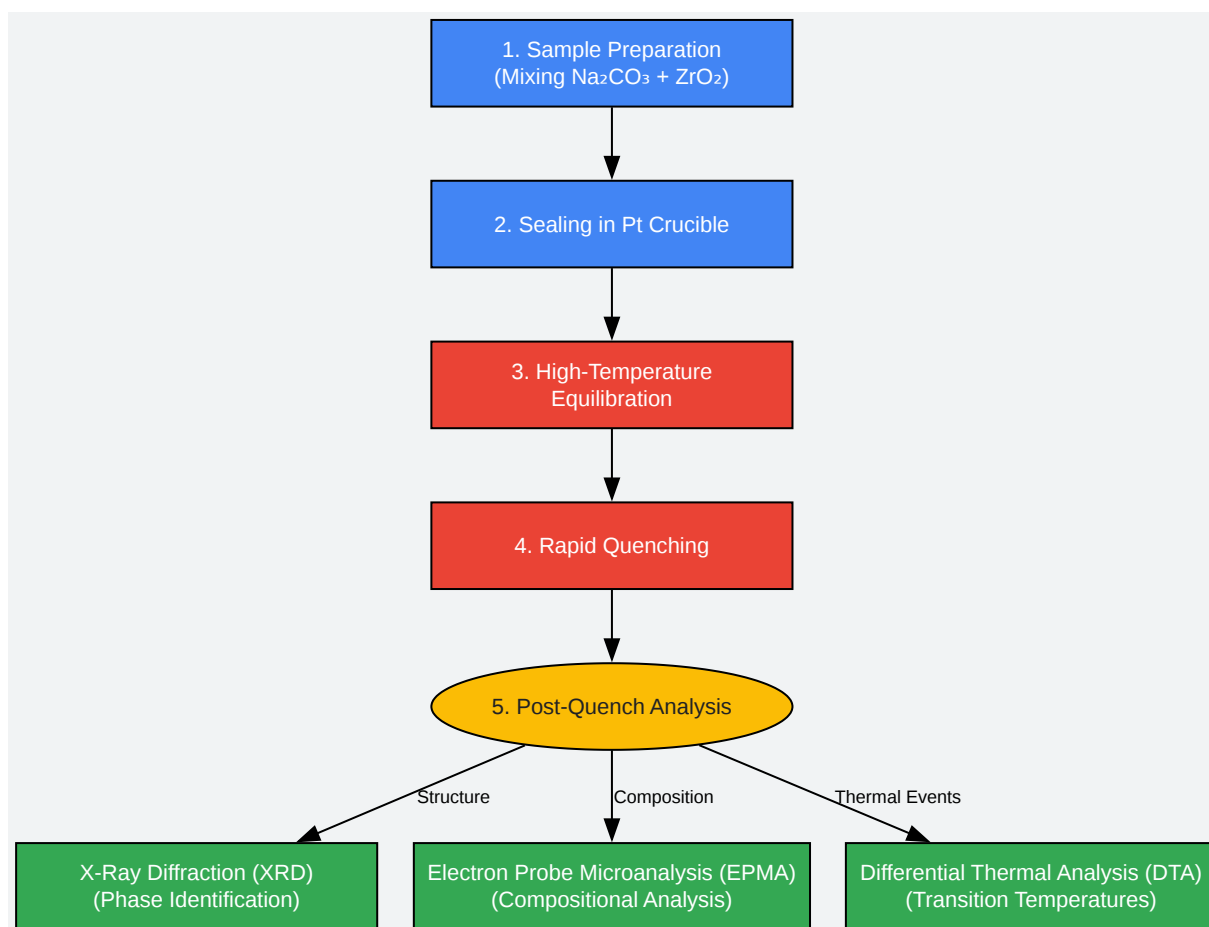 1. Sample Preparation
(Mixing Na₂CO₃ + ZrO₂)
2. Sealing in Pt Crucible
3. High-Temperature
Equilibration
4. Rapid Quenching
5. Post-Quench Analysis
Structure
Composition
Thermal Events
X-Ray Diffraction (XRD)
(Phase Identification)
Electron Probe Microanalysis (EPMA)
(Compositional Analysis)
Differential Thermal Analysis (DTA)
(Transition Temperatures)